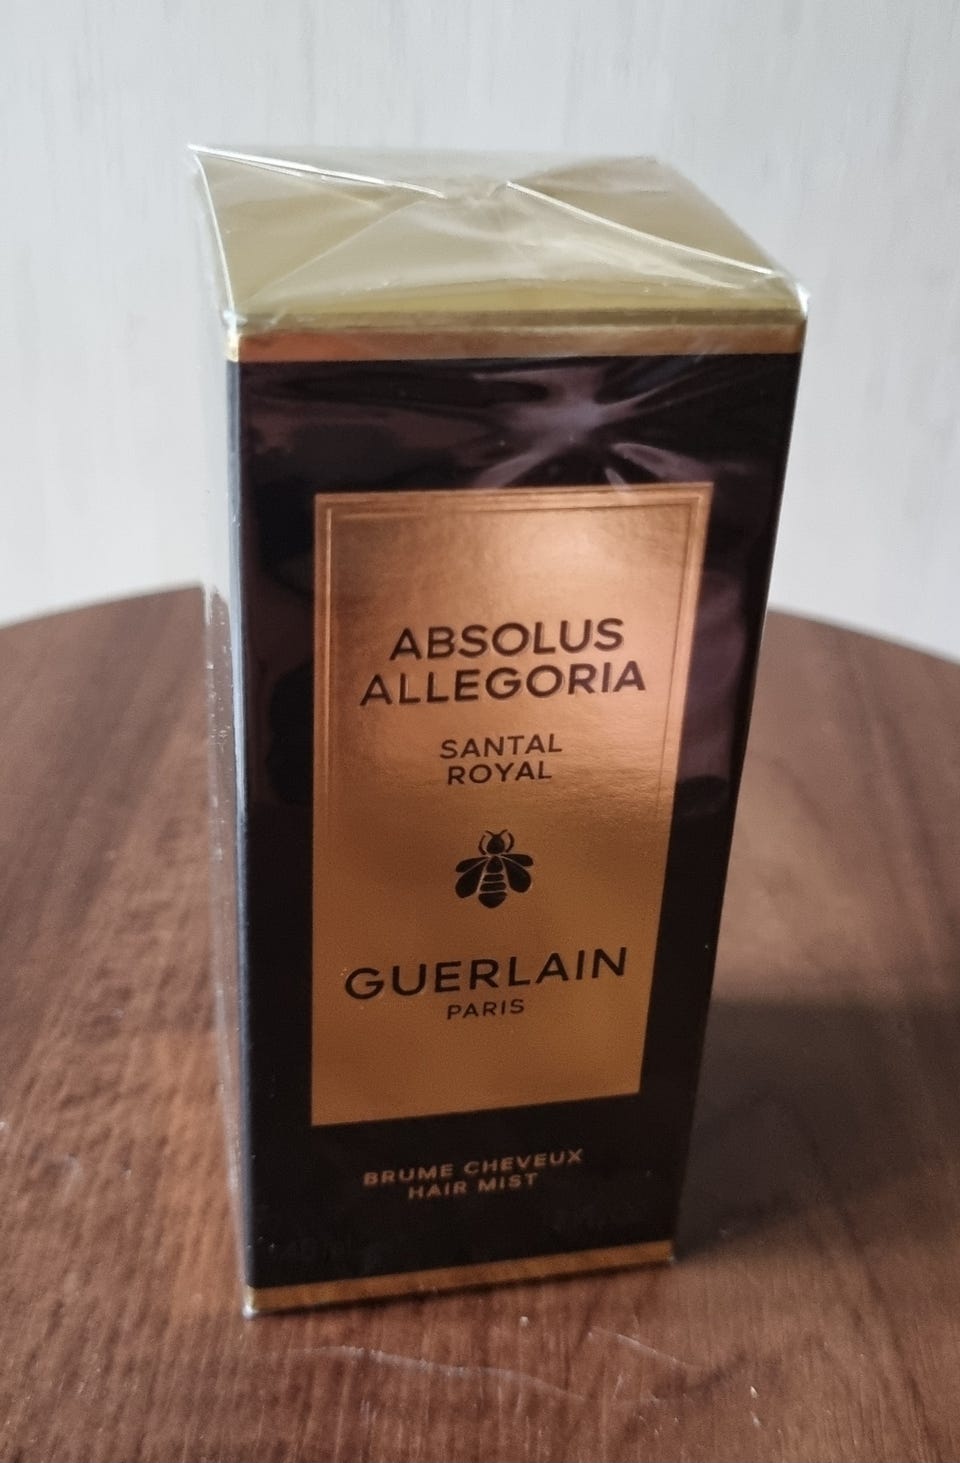 ABSOLUS
ALLEGORIA
SANTAL
ROYAL
GUERLAIN
PARIS
BRUME CHEVEUX
HAIR MIST